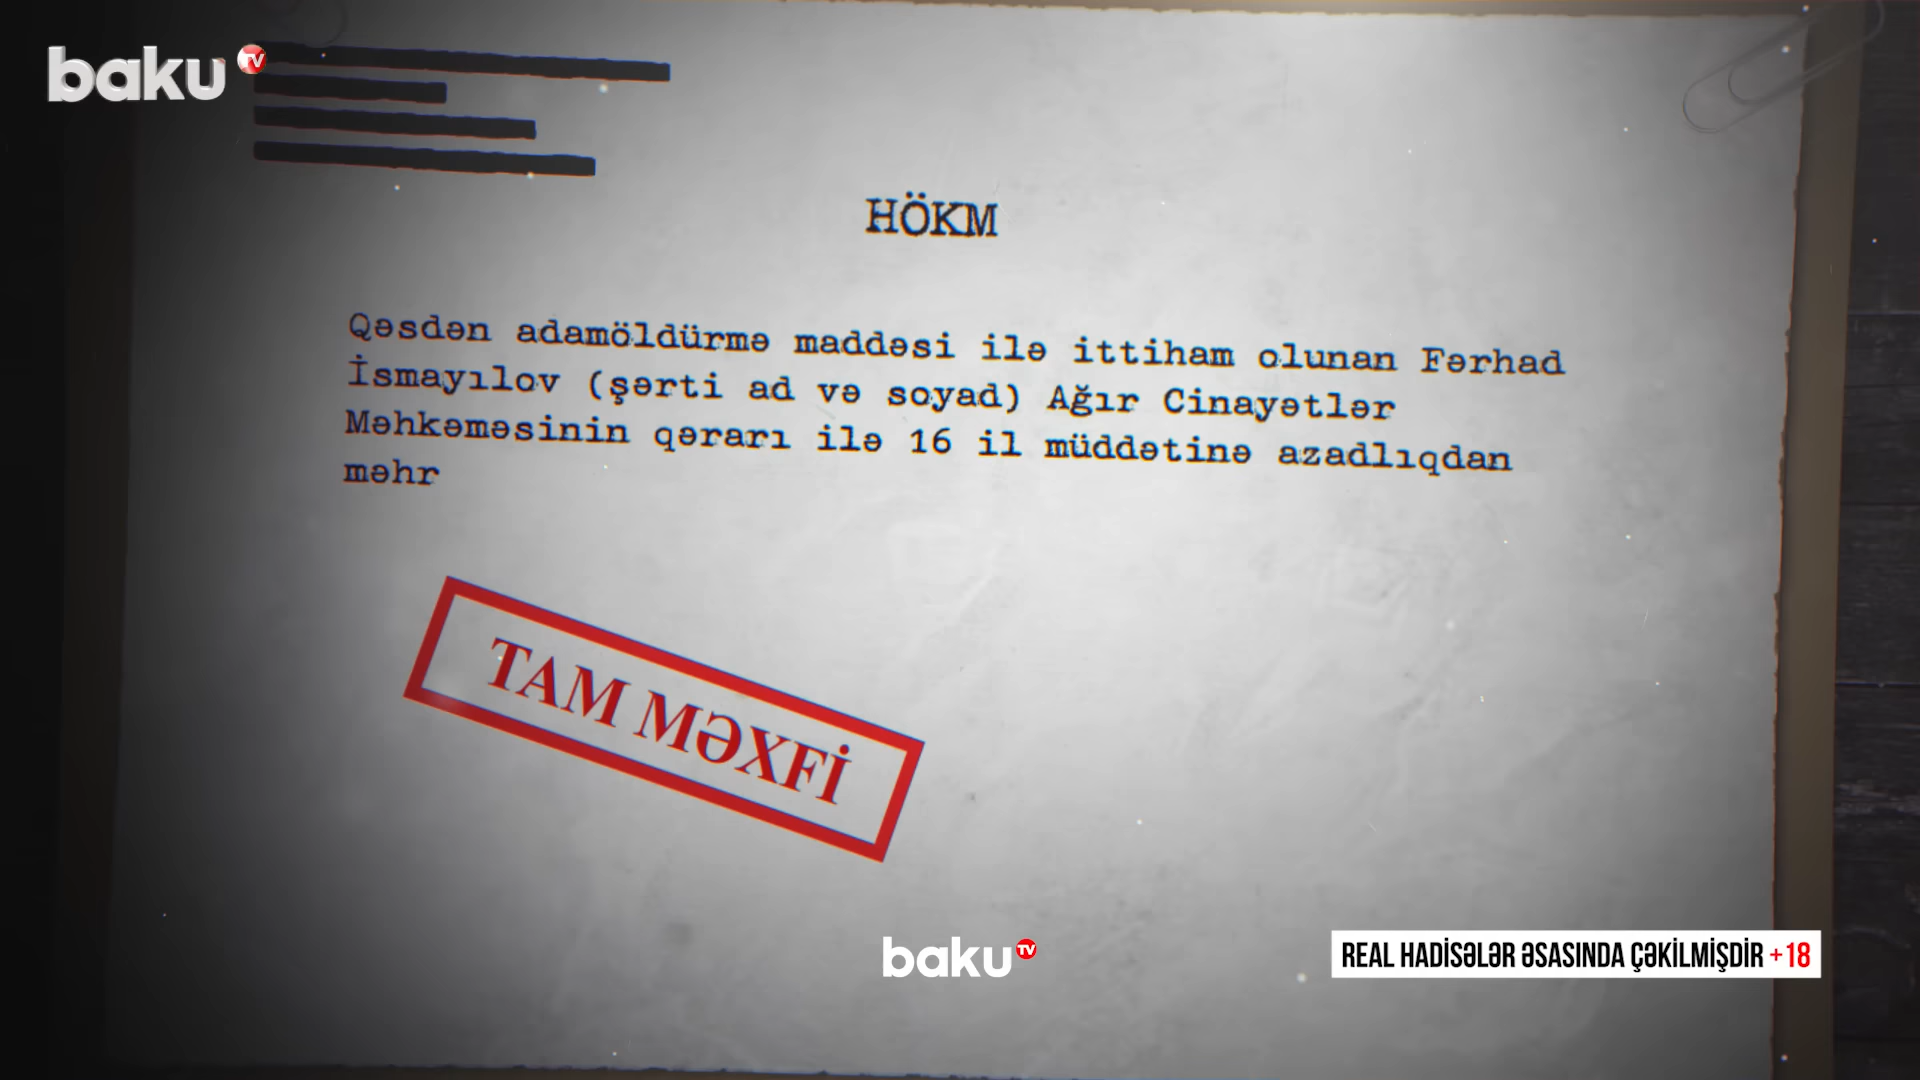 baku TV
HÖKM
Qəsdən adamöldürmə maddəsi ilə ittiham olunan Fərhad
İsmayılov (şərti ad və soyad) Ağır Cinayətlər
Məhkəməsinin qərarı ilə 16 il müddətinə azadlıqdan
məhr
TAM MƏXFİ
baku TV
REAL HADİSƏLƏR ƏSASINDA ÇƏKİLMİŞDİR +18